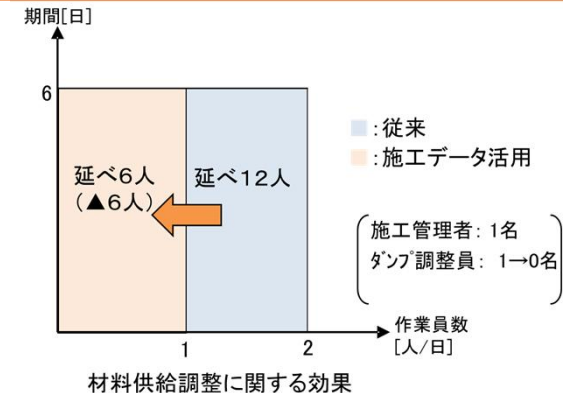 期間[日]
6
延べ6人
(▲6人)
延べ12人
:従来
:施工データ活用
施工管理者: 1名
ﾀﾞﾝﾌﾟ調整員: 1→0名
1
2
作業員数
[人/日]
材料供給調整に関する効果